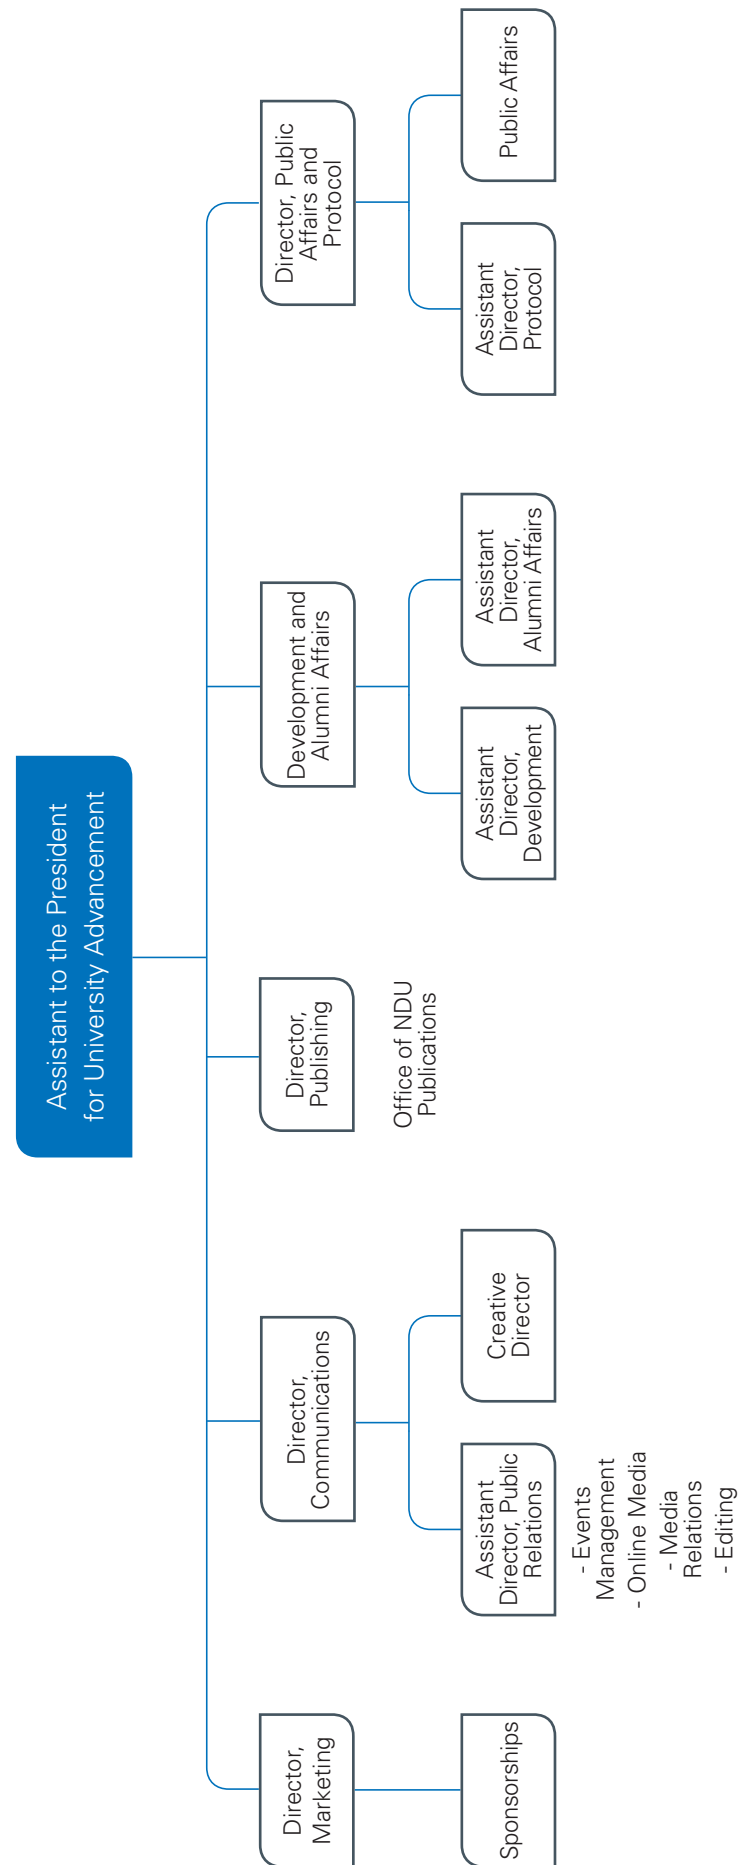 Assistant to the President
for University Advancement
Director,
Marketing
Director,
Communications
Director,
Publishing
Development and
Alumni Affairs
Director, Public
Affairs and
Protocol
Office of NDU
Publications
Sponsorships
Assistant
Director, Public
Relations
Creative
Director
Assistant
Director,
Development
Assistant
Director,
Alumni Affairs
Assistant
Director,
Protocol
Public Affairs
- Events
Management
- Online Media
- Media
Relations
- Editing